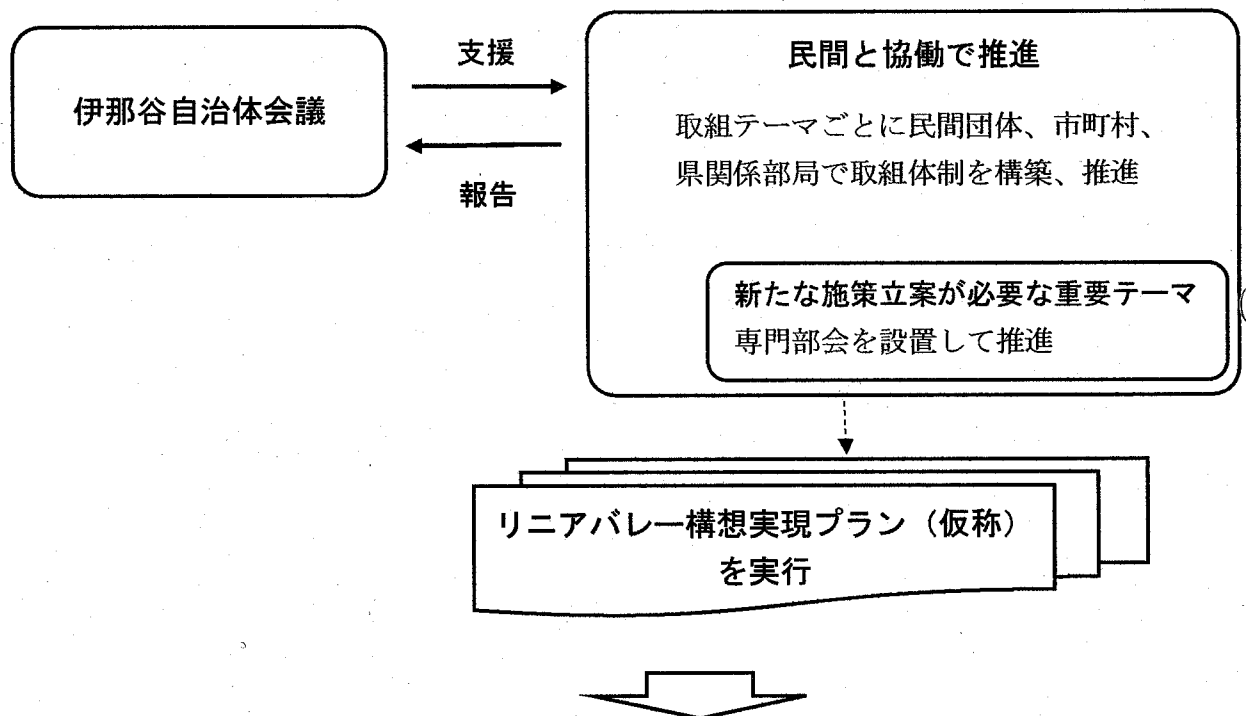 伊那谷自治体会議
支援
報告
民間と協働で推進
取組テーマごとに民間団体、市町村、
県関係部局で取組体制を構築、推進
新たな施策立案が必要な重要テーマ
専門部会を設置して推進
リニアバレー構想実現プラン（仮称）
を実行